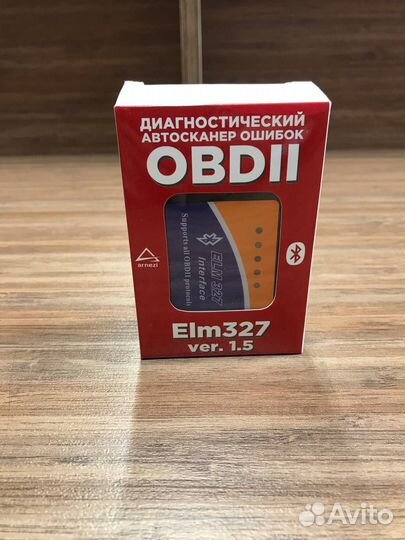 ДИАГНОСТИЧЕСКИЙ
АВТОСКАНЕР ОШИБОК
OBDII
arnezi
ELM 327
Interface
Supports all OBDII protocols
Elm327
ver. 1.5
Avito